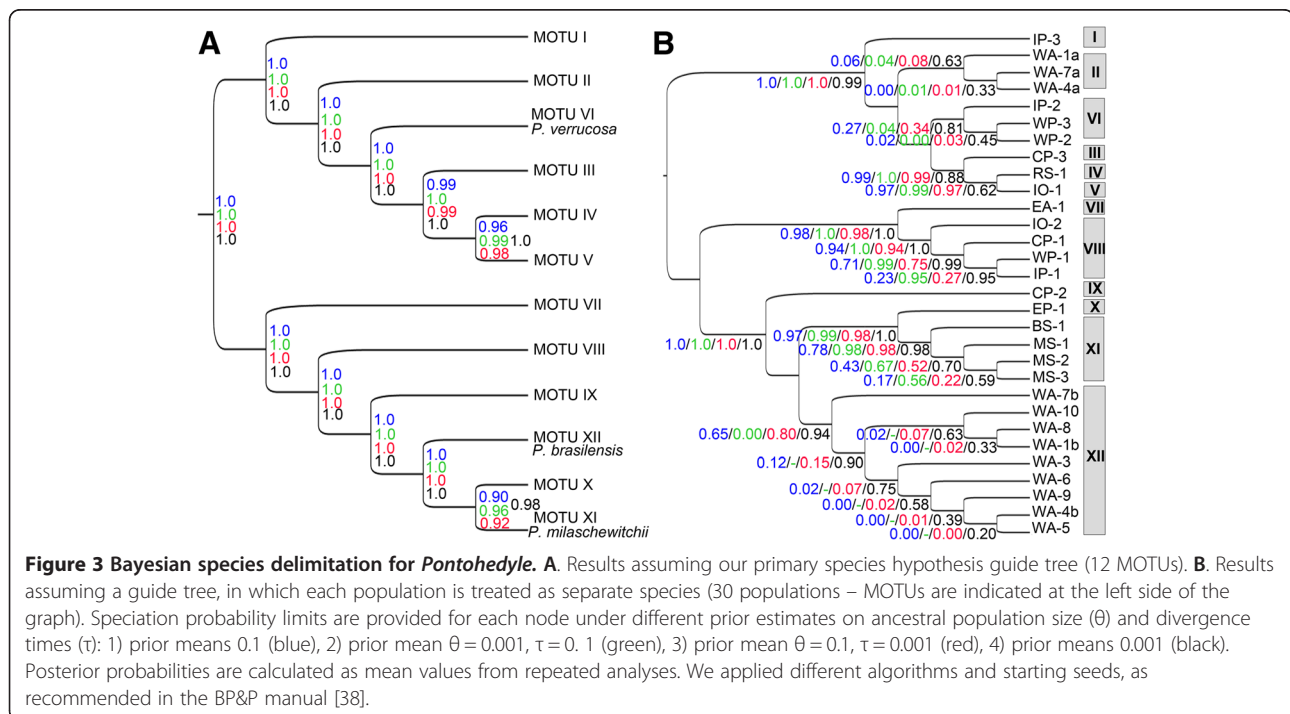 A
MOTU I
1.0
1.0
1.0
1.0
MOTU II
1.0
1.0
1.0
1.0
MOTU VI
P. verrucosa
1.0
1.0
1.0
1.0
MOTU III
0.99
1.0
0.99
1.0
MOTU IV
0.96
0.99 1.0
0.98
MOTU V
1.0
1.0
1.0
1.0
MOTU VII
1.0
1.0
1.0
1.0
MOTU VIII
1.0
1.0
1.0
1.0
MOTU IX
1.0
1.0
1.0
1.0
MOTU XII
P. brasilensis
1.0
1.0
1.0
1.0
MOTU X
0.90
0.96 0.98
0.92
MOTU XI
P. milaschewitchii
B
IP-3 I
0.06/0.04/0.08/0.63 WA-1a
1.0/1.0/1.0/0.99 WA-7a II
0.00/0.01/0.01/0.33 WA-4a
IP-2
0.27/0.04/0.34/0.81 WP-3 VI
0.02/0.00/0.03/0.45 WP-2
CP-3 III
0.99/1.0/0.99/0.88 RS-1 IV
0.97/0.99/0.97/0.62 IO-1 V
EA-1 VII
0.98/1.0/0.98/1.0 IO-2
0.94/1.0/0.94/1.0 CP-1 VIII
0.71/0.99/0.75/0.99 WP-1
0.23/0.95/0.27/0.95 IP-1
CP-2 IX
EP-1 X
0.97/0.99/0.98/1.0 BS-1
1.0/1.0/1.0/1.0 0.78/0.98/0.98/0.98 MS-1 XI
0.43/0.67/0.52/0.70 MS-2
0.17/0.56/0.22/0.59 MS-3
WA-7b
WA-10
0.65/0.00/0.80/0.94 0.02/-/0.07/0.63 WA-8
0.00/-/0.02/0.33 WA-1b XII
0.12/-/0.15/0.90 WA-3
0.02/-/0.07/0.75 WA-6
0.00/-/0.02/0.58 WA-9
0.00/-/0.01/0.39 WA-4b
0.00/-/0.00/0.20 WA-5
Figure 3 Bayesian species delimitation for Pontohedyle. A. Results assuming our primary species hypothesis guide tree (12 MOTUs). B. Results
assuming a guide tree, in which each population is treated as separate species (30 populations – MOTUs are indicated at the left side of the
graph). Speciation probability limits are provided for each node under different prior estimates on ancestral population size (θ) and divergence
times (τ): 1) prior means 0.1 (blue), 2) prior mean θ = 0.001, τ = 0. 1 (green), 3) prior mean θ = 0.1, τ = 0.001 (red), 4) prior means 0.001 (black).
Posterior probabilities are calculated as mean values from repeated analyses. We applied different algorithms and starting seeds, as
recommended in the BP&P manual [38].